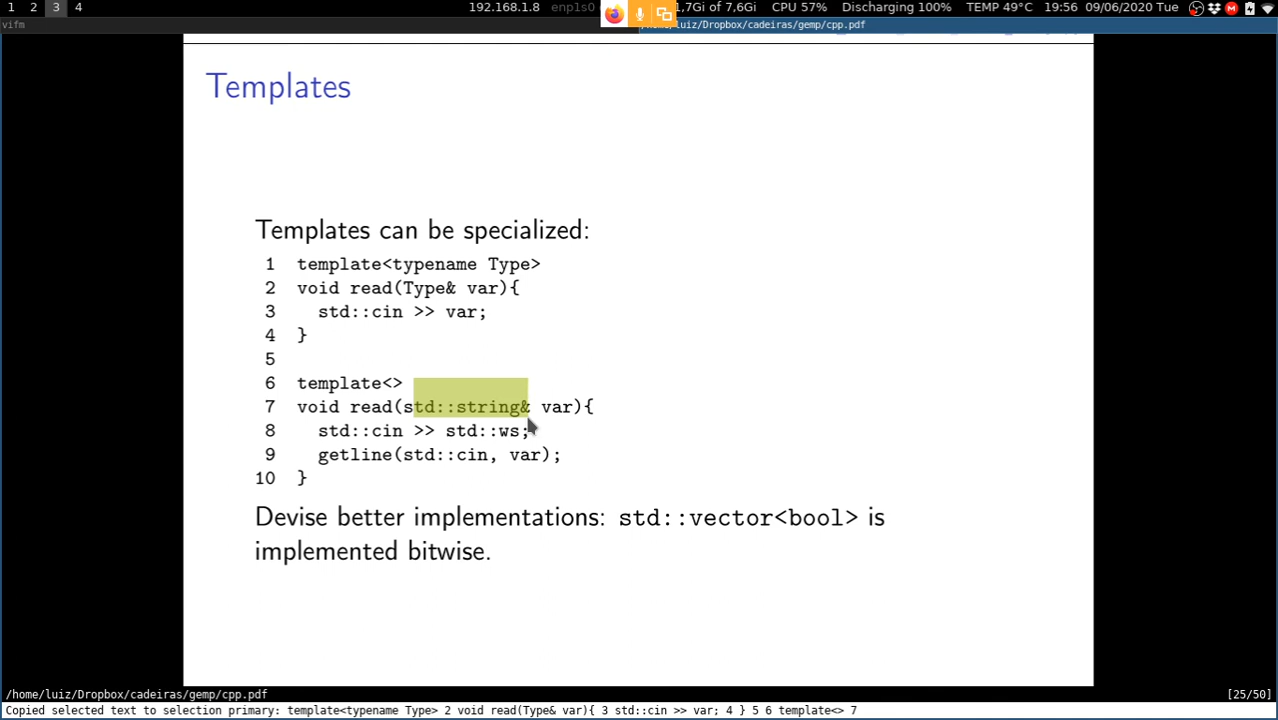 1 2 3 4 192.168.1.8 enp1s0 1,7Gi of 7,6Gi CPU 57% Discharging 100% TEMP 49°C 19:56 09/06/2020 Tue
vifm /home/luiz/Dropbox/cadeiras/gemp/cpp.pdf
Templates
Templates can be specialized:
1 template<typename Type>
2 void read(Type& var){
3 std::cin >> var;
4 }
5
6 template<>
7 void read(std::string& var){
8 std::cin >> std::ws;
9 getline(std::cin, var);
10 }
Devise better implementations: std::vector<bool> is
implemented bitwise.
/home/luiz/Dropbox/cadeiras/gemp/cpp.pdf [25/50]
Copied selected text to selection primary: template<typename Type> 2 void read(Type& var){ 3 std::cin >> var; 4 } 5 6 template<> 7